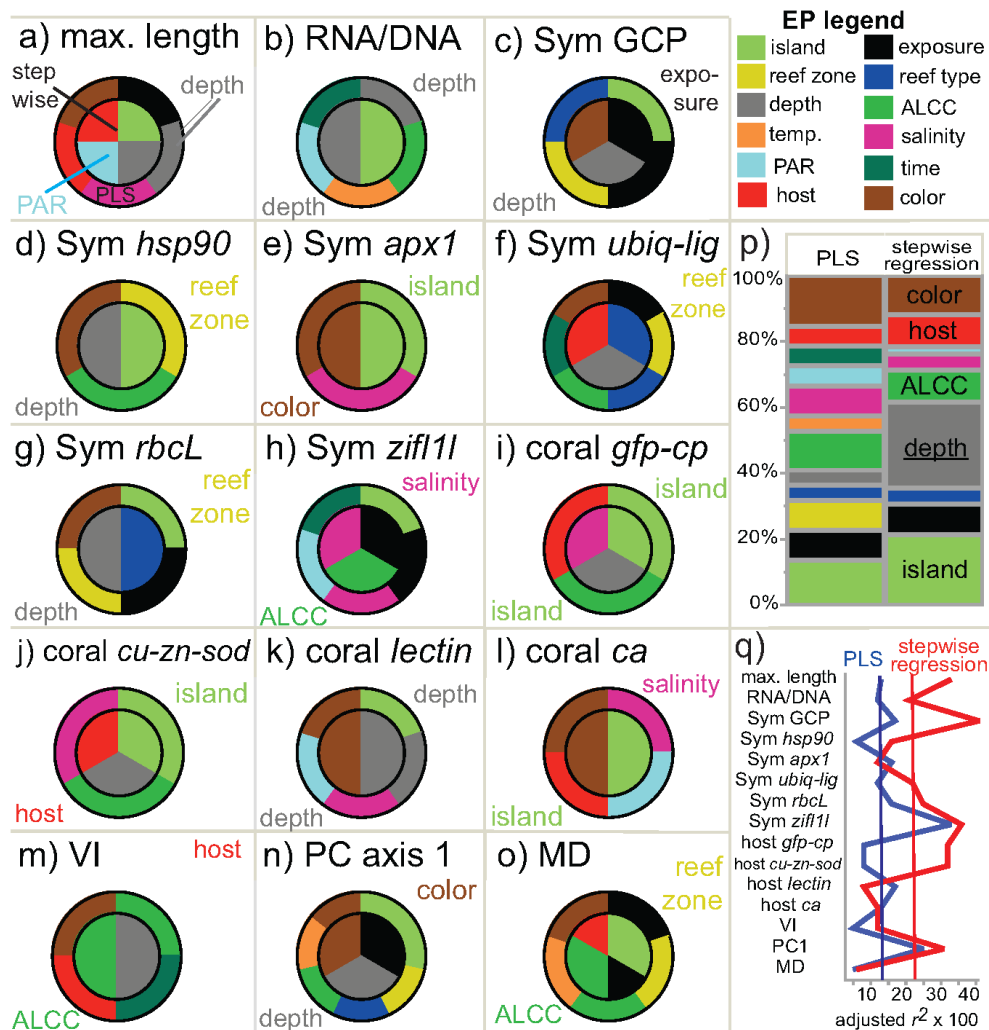 a) max. length
step
wise
depth
PAR
PLS
b) RNA/DNA
depth
depth
c) Sym GCP
expo-
sure
depth
EP legend
island
reef zone
depth
temp.
PAR
host
exposure
reef type
ALCC
salinity
time
color
d) Sym hsp90
reef
zone
depth
e) Sym apx1
island
color
f) Sym ubiq-lig
reef
zone
g) Sym rbcL
reef
zone
depth
h) Sym zifl1l
salinity
ALCC
i) coral gfp-cp
island
island
p)
PLS
stepwise
regression
100%
80%
60%
40%
20%
0%
color
host
ALCC
depth
island
j) coral cu-zn-sod
island
host
k) coral lectin
depth
depth
l) coral ca
salinity
island
m) VI
host
ALCC
n) PC axis 1
color
depth
o) MD
reef
zone
ALCC
q)
PLS
stepwise
regression
max. length
RNA/DNA
Sym GCP
Sym hsp90
Sym apx1
Sym ubiq-lig
Sym rbcL
Sym zifl1l
host gfp-cp
host cu-zn-sod
host lectin
host ca
VI
PC1
MD
10 20 30 40
adjusted r² x 100